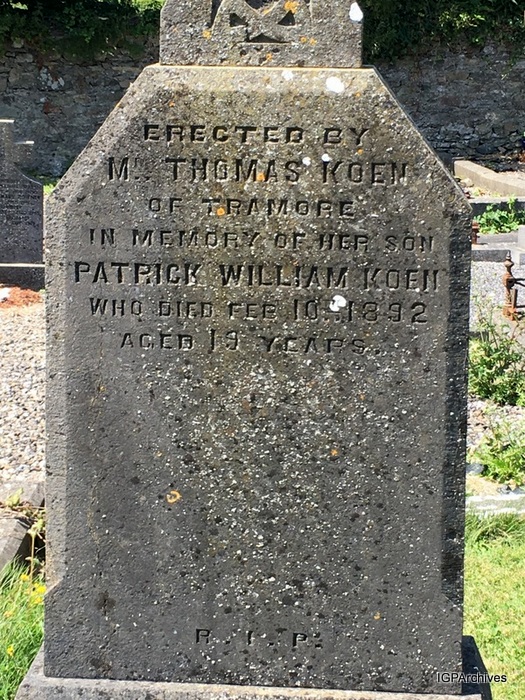 ERECTED BY
MRS THOMAS KOEN
OF TRAMORE
IN MEMORY OF HER SON
PATRICK WILLIAM KOEN
WHO DIED FEB 10. 1892
AGED 19 YEARS.
R. I. P.
IGPArchives